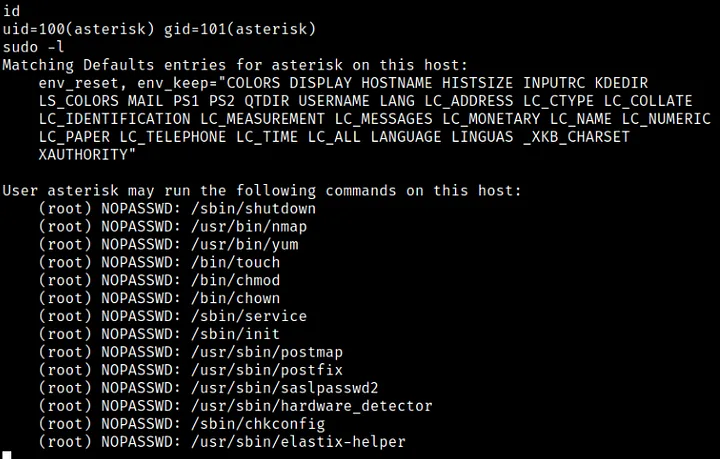 id
uid=100(asterisk) gid=101(asterisk)
sudo -l
Matching Defaults entries for asterisk on this host:
    env_reset, env_keep="COLORS DISPLAY HOSTNAME HISTSIZE INPUTRC KDEDIR
    LS_COLORS MAIL PS1 PS2 QTDIR USERNAME LANG LC_ADDRESS LC_CTYPE LC_COLLATE
    LC_IDENTIFICATION LC_MEASUREMENT LC_MESSAGES LC_MONETARY LC_NAME LC_NUMERIC
    LC_PAPER LC_TELEPHONE LC_TIME LC_ALL LANGUAGE LINGUAS _XKB_CHARSET
    XAUTHORITY"

User asterisk may run the following commands on this host:
    (root) NOPASSWD: /sbin/shutdown
    (root) NOPASSWD: /usr/bin/nmap
    (root) NOPASSWD: /usr/bin/yum
    (root) NOPASSWD: /bin/touch
    (root) NOPASSWD: /bin/chmod
    (root) NOPASSWD: /bin/chown
    (root) NOPASSWD: /sbin/service
    (root) NOPASSWD: /sbin/init
    (root) NOPASSWD: /usr/sbin/postmap
    (root) NOPASSWD: /usr/sbin/postfix
    (root) NOPASSWD: /usr/sbin/saslpasswd2
    (root) NOPASSWD: /usr/sbin/hardware_detector
    (root) NOPASSWD: /sbin/chkconfig
    (root) NOPASSWD: /usr/sbin/elastix-helper